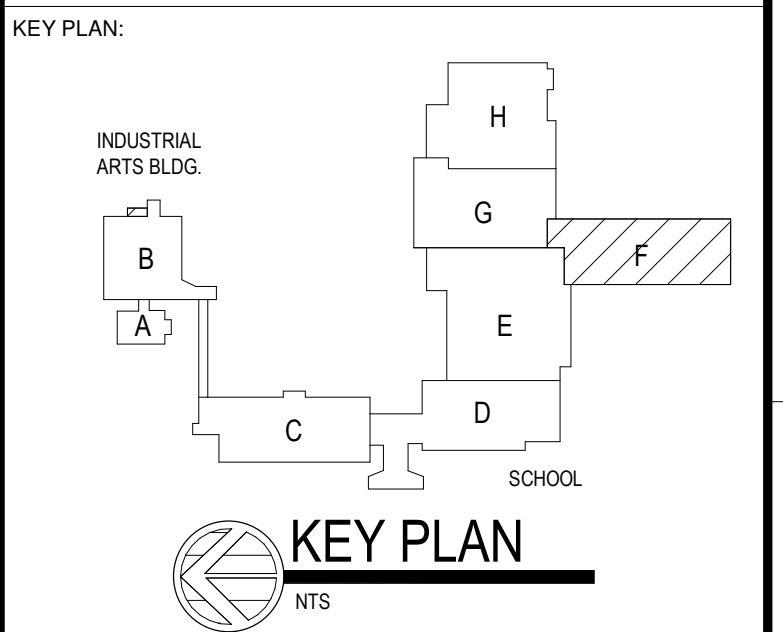 KEY PLAN:
H
INDUSTRIAL
ARTS BLDG.
G
B
F
A
E
D
C
SCHOOL
KEY PLAN
NTS